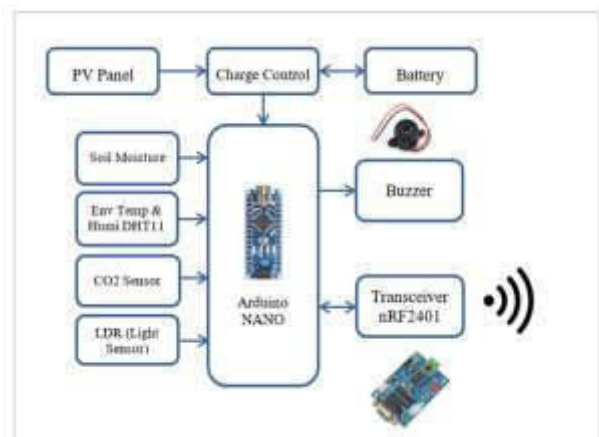 PV Panel
Charge Control
Battery
Soil Moisture
Env Temp &
Humi DHT11
CO2 Sensor
LDR (Light
Sensor)
Arduino
NANO
Buzzer
Transceiver
nRF2401